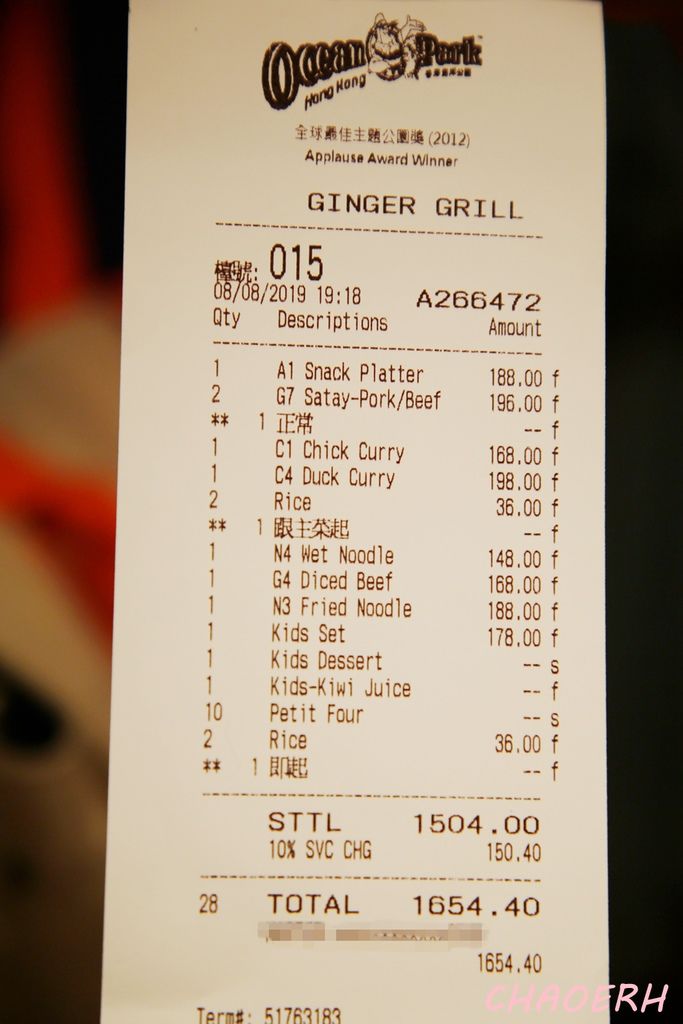 Ocean Park
Hong Kong
香港海洋公園
全球最佳主題公園獎 (2012)
Applause Award Winner
GINGER GRILL
檯號: 015
08/08/2019 19:18 A266472
Qty Descriptions Amount
1 A1 Snack Platter 188.00 f
2 G7 Satay-Pork/Beef 196.00 f
** 1 正常 -- f
1 C1 Chick Curry 168.00 f
1 C4 Duck Curry 198.00 f
2 Rice 36.00 f
** 1 跟主菜起 -- f
1 N4 Wet Noodle 148.00 f
1 G4 Diced Beef 168.00 f
1 N3 Fried Noodle 188.00 f
1 Kids Set 178.00 f
1 Kids Dessert -- s
1 Kids-Kiwi Juice -- f
10 Petit Four -- s
2 Rice 36.00 f
** 1 即起 -- f
STTL 1504.00
10% SVC CHG 150.40
28 TOTAL 1654.40
1654.40
Term#: 51763183
CHAOERH